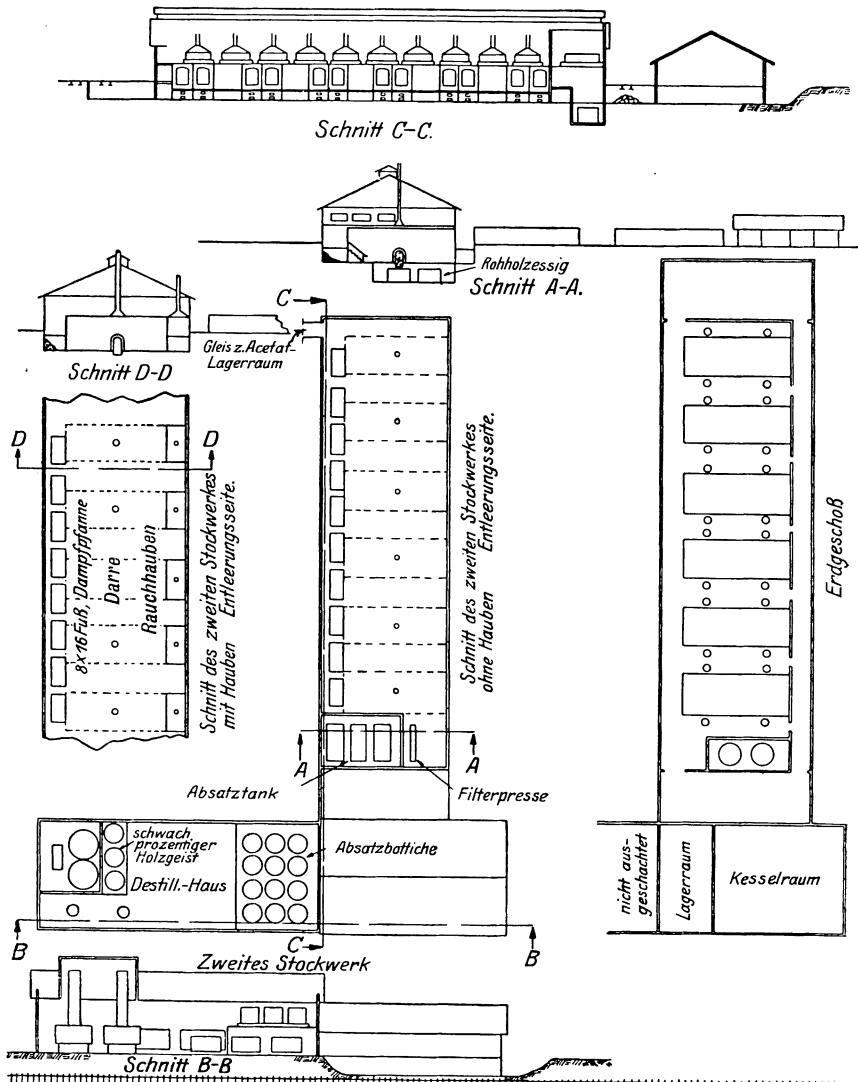 Schnitt C-C.
Rohholzessig
Schnitt A-A.
C
Gleis z. Acetat-
Lagerraum
Schnitt D-D
D
D
8x16 Fuß, Dampfpfanne
Darre
Rauchhauben
Schnitt des zweiten Stockwerkes
mit Hauben Entleerungsseite.
Schnitt des zweiten Stockwerkes
ohne Hauben Entleerungsseite.
Erdgeschoß
A
A
Absatztank
Filterpresse
schwach
prozentiger
Holzgeist
Destill.-Haus
Absatzbottiche
nicht aus-
geschachtet
Lagerraum
Kesselraum
B
C
B
Zweites Stockwerk
Schnitt B-B